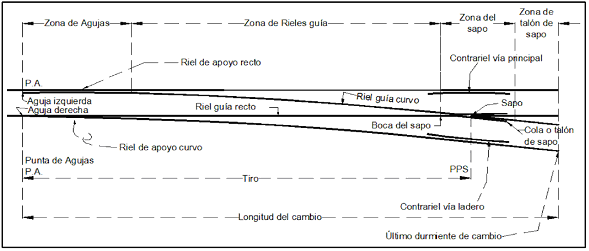 Zona de Agujas
Zona de Rieles guía
Zona del
sapo
Zona de
talón de
sapo
Riel de apoyo recto
Contrariel vía principal
P.A.
Aguja izquierda
Aguja derecha
Riel guía recto
Riel guía curvo
Sapo
Boca del sapo
Cola o talón
de sapo
Riel de apoyo curvo
Punta de Agujas
P.A.
Tiro
PPS
Contrariel vía ladero
Longitud del cambio
Último durmiente de cambio